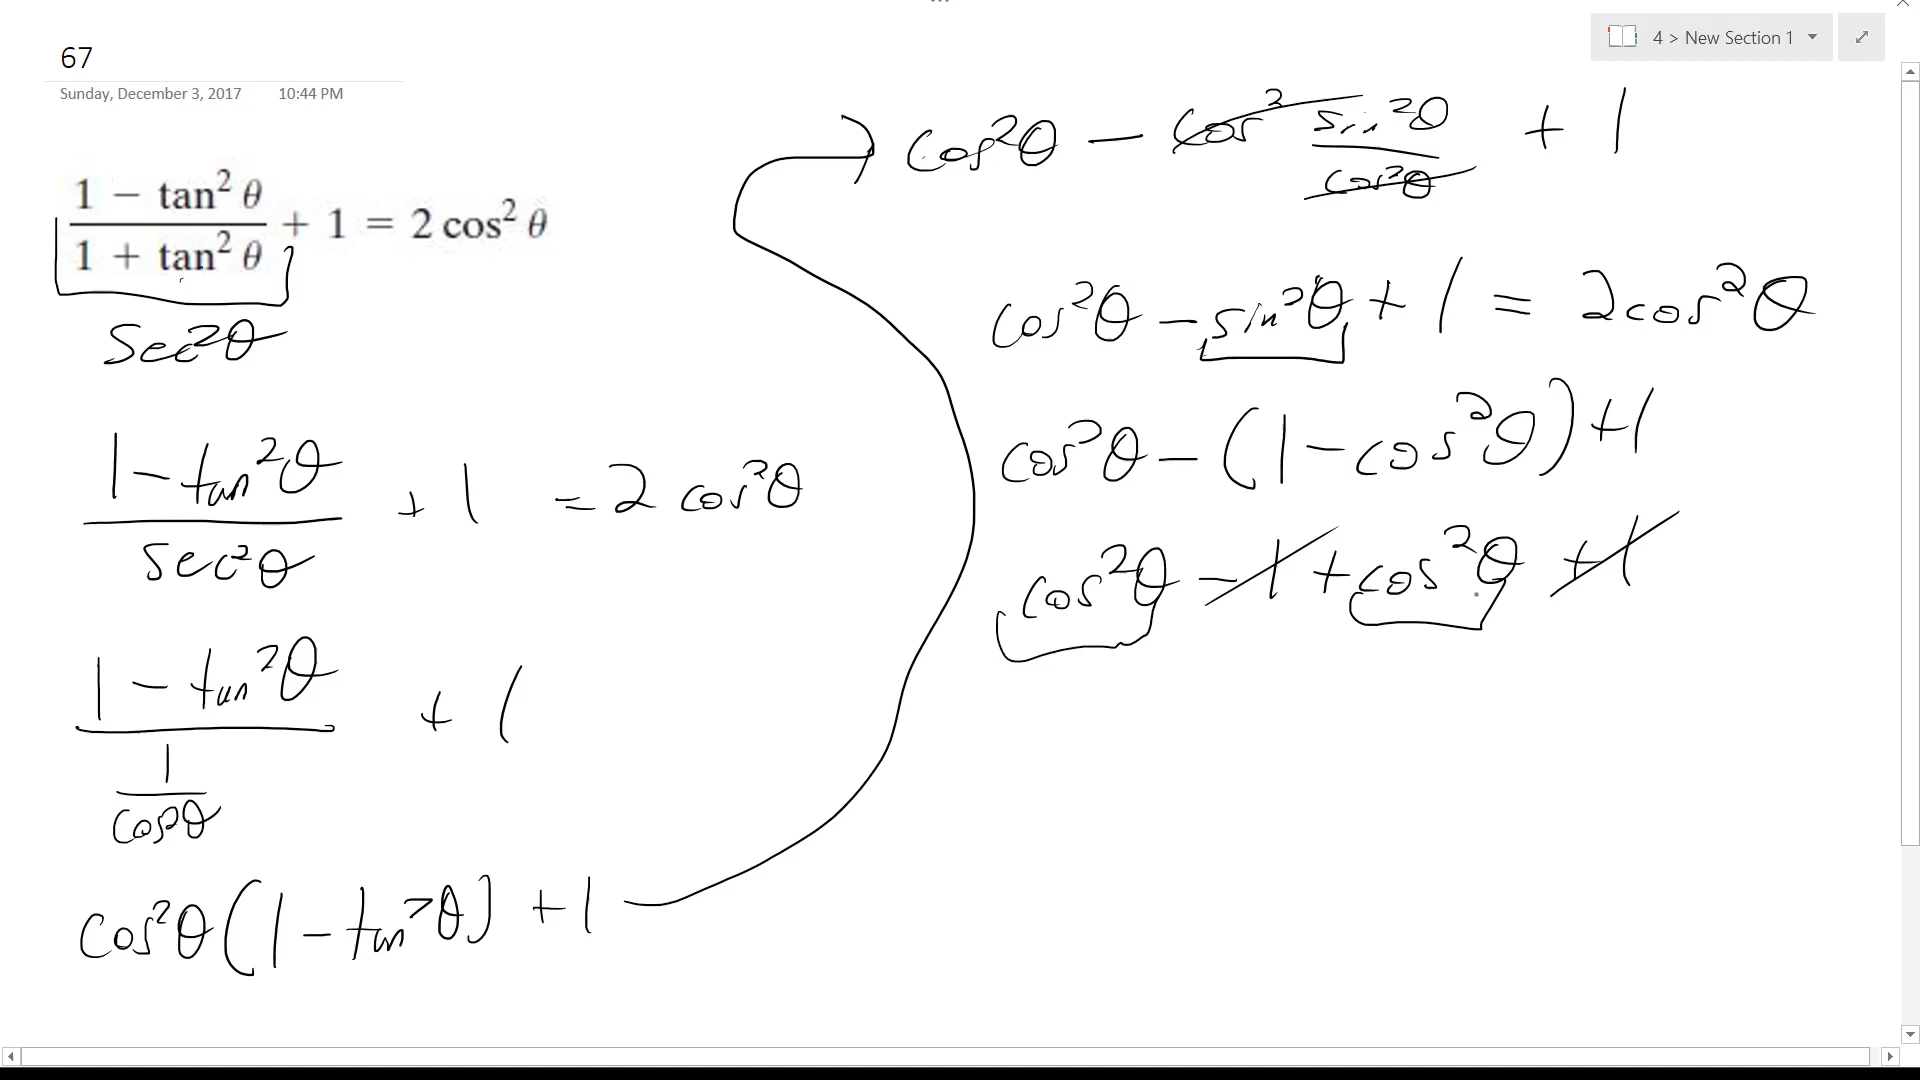 67
Sunday, December 3, 2017 10:44 PM
4 > New Section 1
(1 − tan² θ)/(1 + tan² θ) + 1 = 2 cos² θ
sec²θ
(1 − tan²θ)/(sec²θ) + 1 = 2 cos²θ
(1 − tan²θ)/(1/cos²θ) + 1
cos²θ(1 − tan²θ) + 1
cos²θ − cos² sin²θ/cos²θ + 1
cos²θ − sin²θ + 1 = 2cos²θ
cos²θ − (1 − cos²θ) + 1
cos²θ − 1 + cos²θ + 1